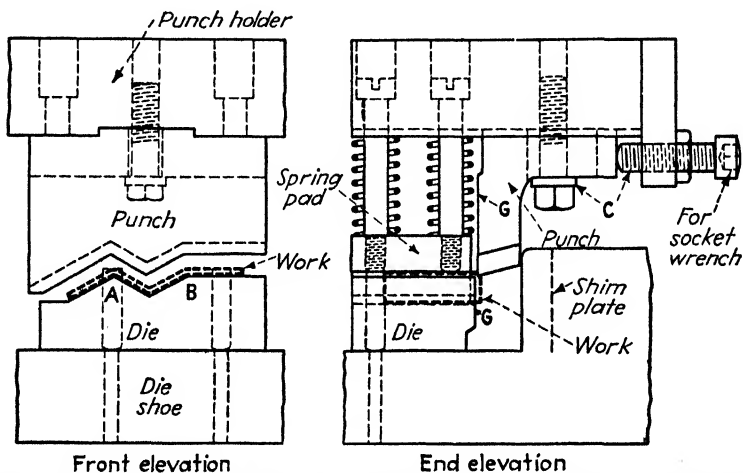 Punch holder
Punch
Work
A
B
Die
Die
shoe
Front elevation
Spring
pad
G
Punch
C
For
socket
wrench
Shim
plate
G
Die
Work
End elevation